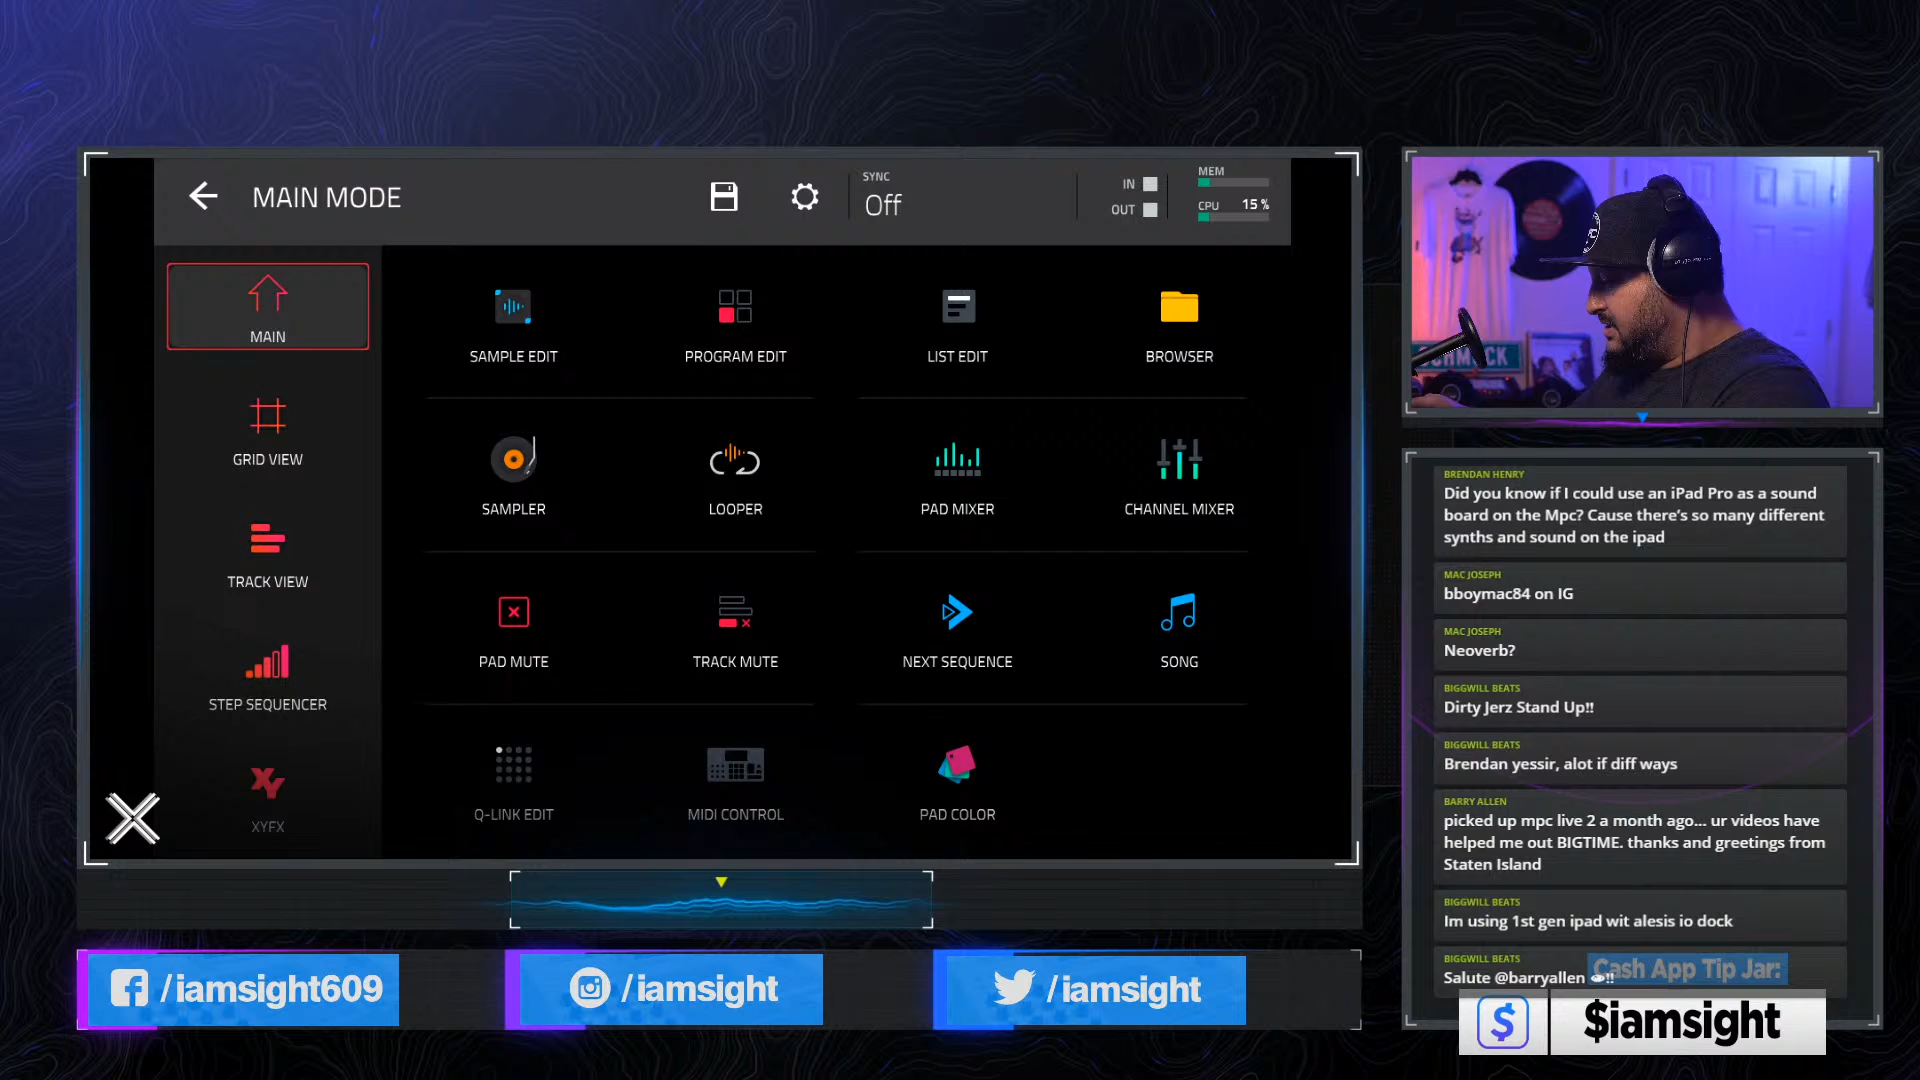 MAIN MODE
SYNC
Off
IN
OUT
MEM
CPU 15 %
MAIN
GRID VIEW
TRACK VIEW
STEP SEQUENCER
XYFX
SAMPLE EDIT
PROGRAM EDIT
LIST EDIT
BROWSER
SAMPLER
LOOPER
PAD MIXER
CHANNEL MIXER
PAD MUTE
TRACK MUTE
NEXT SEQUENCE
SONG
Q-LINK EDIT
MIDI CONTROL
PAD COLOR
BRENDAN HENRY
Did you know if I could use an iPad Pro as a sound
board on the Mpc? Cause there's so many different
synths and sound on the ipad
MAC JOSEPH
bboymac84 on IG
MAC JOSEPH
Neoverb?
BIGGWILL BEATS
Dirty Jerz Stand Up!!
BIGGWILL BEATS
Brendan yessir, alot if diff ways
BARRY ALLEN
picked up mpc live 2 a month ago... ur videos have
helped me out BIGTIME. thanks and greetings from
Staten Island
BIGGWILL BEATS
Im using 1st gen ipad wit alesis io dock
BIGGWILL BEATS
Salute @barryallen !!
Cash App Tip Jar:
$iamsight
/iamsight609
/iamsight
/iamsight